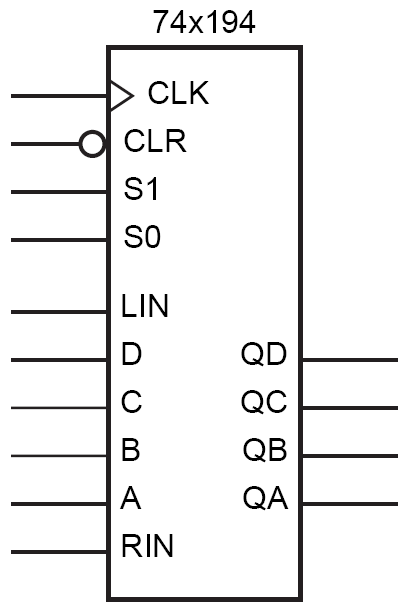 74x194
CLK
CLR
S1
S0
LIN
D QD
C QC
B QB
A QA
RIN